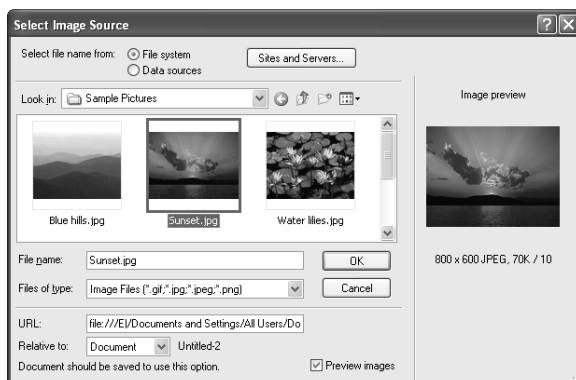 Select Image Source
Select file name from: File system
Data sources
Sites and Servers...
Look in: Sample Pictures
Blue hills.jpg
Sunset.jpg
Water lilies.jpg
File name: Sunset.jpg
OK
Files of type: Image Files (*.gif;*.jpg;*.jpeg;*.png)
Cancel
URL: file:///E|/Documents and Settings/All Users/Do
Relative to: Document Untitled-2
Document should be saved to use this option.
Preview images
Image preview
800 x 600 JPEG, 70K / 10